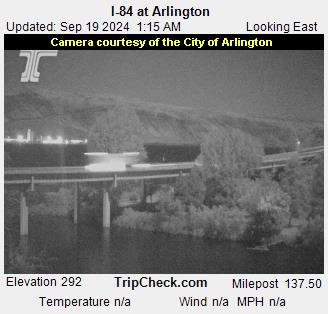 I-84 at Arlington
Updated: Sep 19 2024 1:15 AM Looking East
Camera courtesy of the City of Arlington
Elevation 292 TripCheck.com Milepost 137.50
Temperature n/a Wind n/a MPH n/a